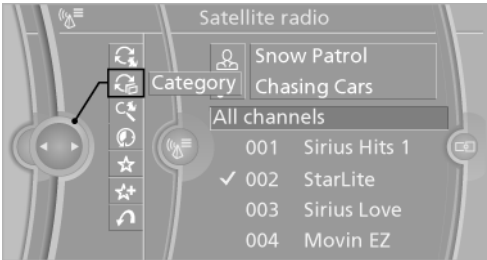 Satellite radio
Snow Patrol
Category
Chasing Cars
All channels
001 Sirius Hits 1
002 StarLite
003 Sirius Love
004 Movin EZ